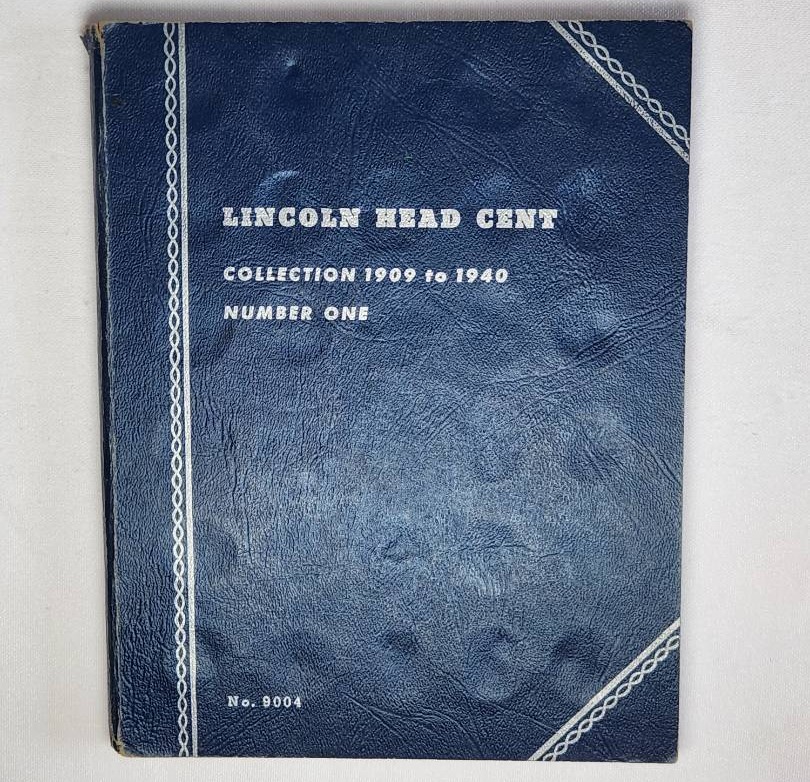 LINCOLN HEAD CENT
COLLECTION 1909 to 1940
NUMBER ONE
No. 9004